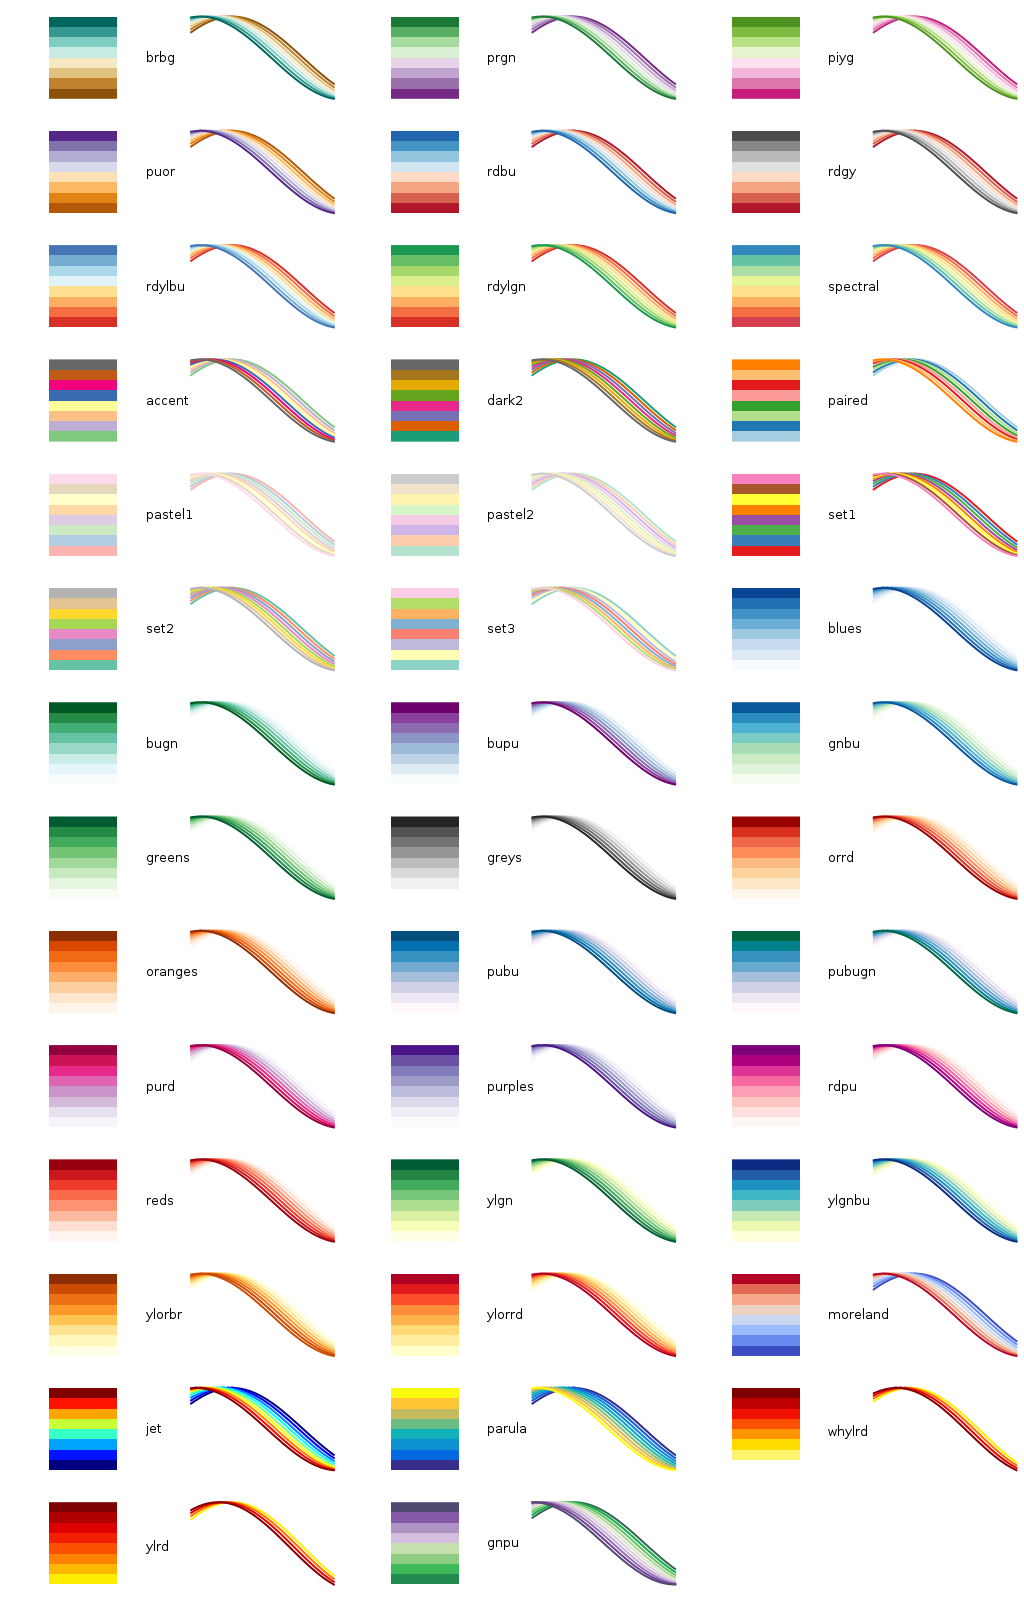 brbg
prgn
piyg
puor
rdbu
rdgy
rdylbu
rdylgn
spectral
accent
dark2
paired
pastel1
pastel2
set1
set2
set3
blues
bugn
bupu
gnbu
greens
greys
orrd
oranges
pubu
pubugn
purd
purples
rdpu
reds
ylgn
ylgnbu
ylorbr
ylorrd
moreland
jet
parula
whylrd
ylrd
gnpu